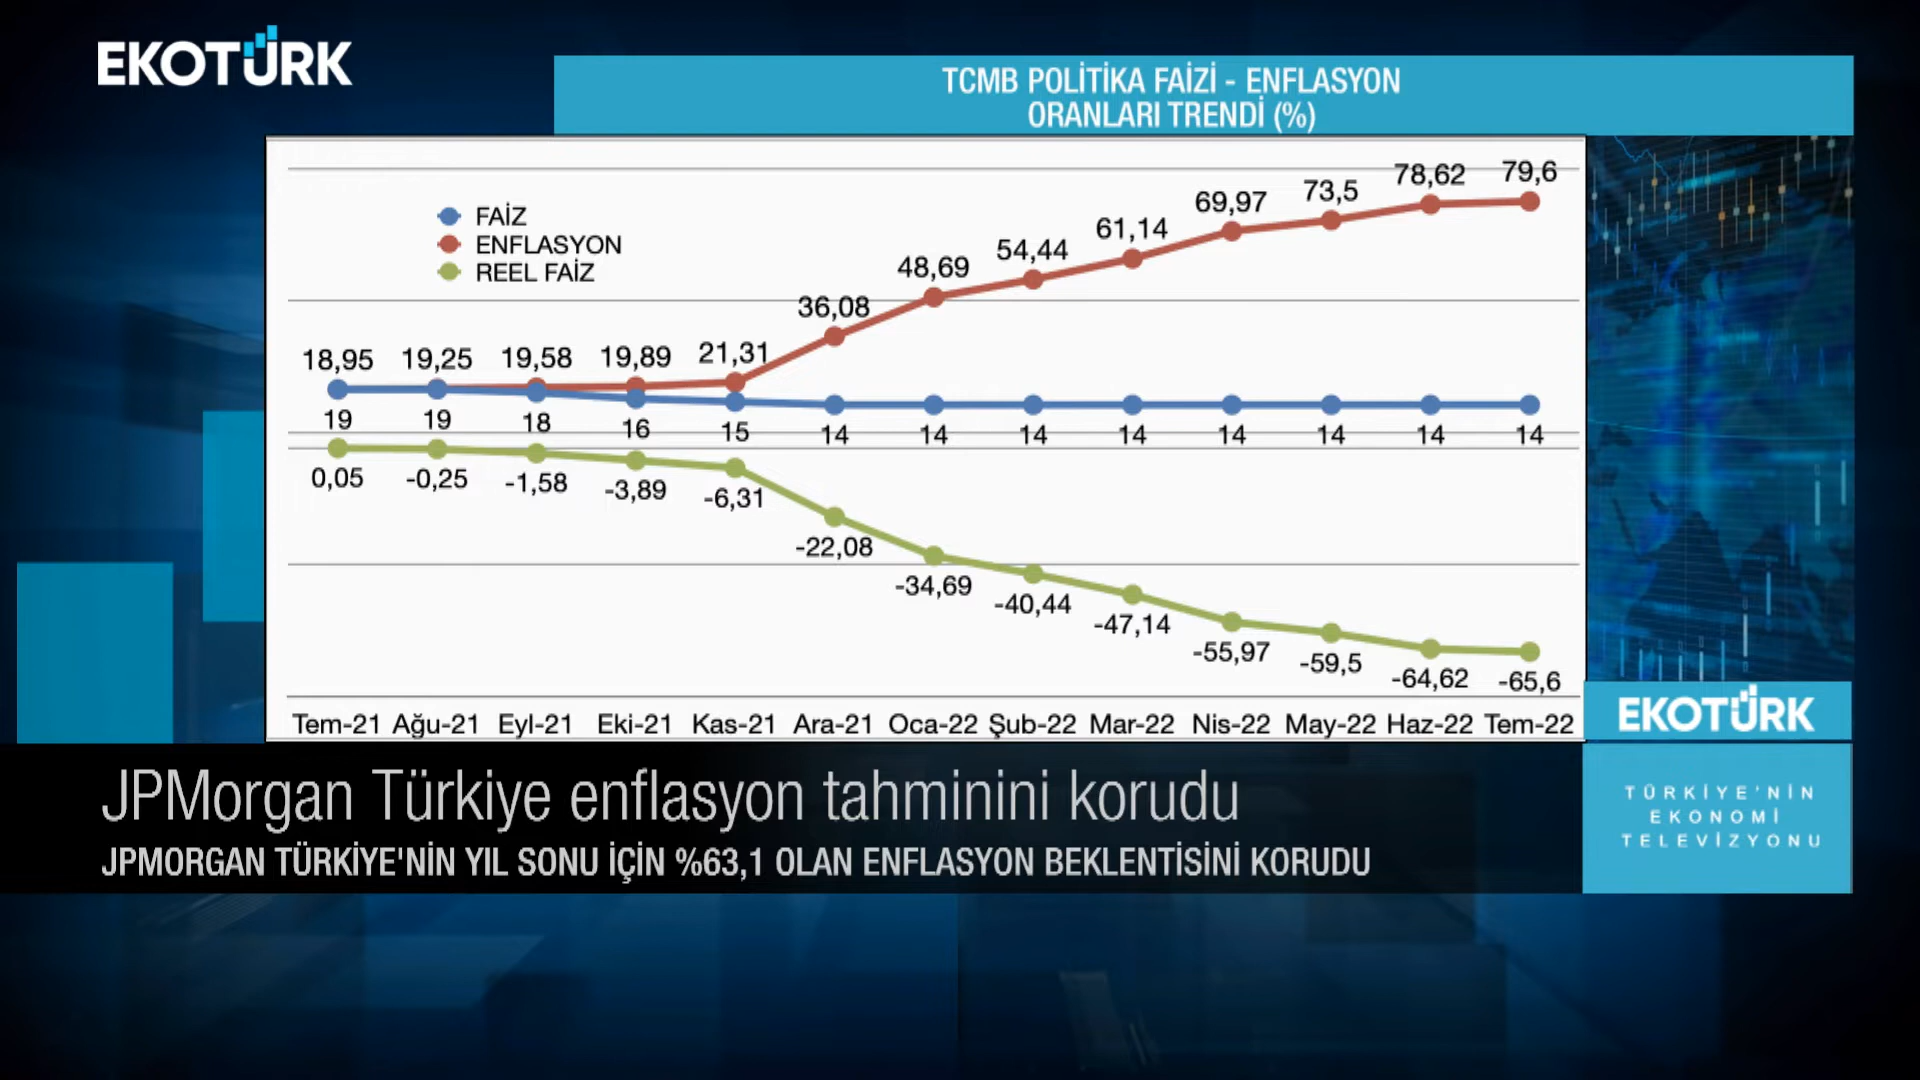 EKOTÜRK
TCMB POLİTİKA FAİZİ - ENFLASYON
ORANLARI TRENDİ (%)
FAİZ
ENFLASYON
REEL FAİZ
18,95 19,25 19,58 19,89 21,31 36,08 48,69 54,44 61,14 69,97 73,5 78,62 79,6
19 19 18 16 15 14 14 14 14 14 14 14 14
0,05 -0,25 -1,58 -3,89 -6,31 -22,08 -34,69 -40,44 -47,14 -55,97 -59,5 -64,62 -65,6
Tem-21 Ağu-21 Eyl-21 Eki-21 Kas-21 Ara-21 Oca-22 Şub-22 Mar-22 Nis-22 May-22 Haz-22 Tem-22
EKOTÜRK
JPMorgan Türkiye enflasyon tahminini korudu
JPMORGAN TÜRKİYE'NİN YIL SONU İÇİN %63,1 OLAN ENFLASYON BEKLENTİSİNİ KORUDU
TÜRKİYE'NİN
EKONOMİ
TELEVİZYONU